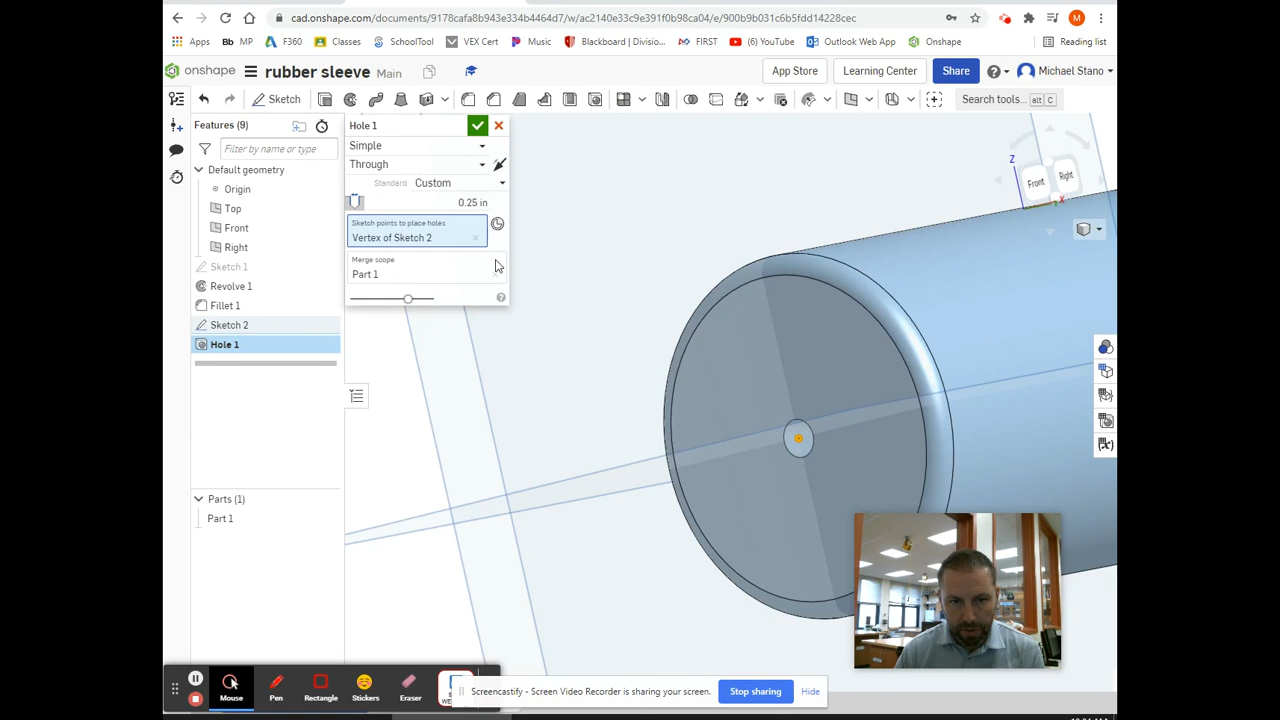 cad.onshape.com/documents/9178cafa8b943e334b4464d7/w/ac2140e33c9e391f0b98ca04/e/900b9b031c6b5fdd14228cec
M
Apps
Bb MP
F360
Classes
SchoolTool
VEX Cert
Music
Blackboard | Division...
FIRST
(6) YouTube
Outlook Web App
Onshape
Reading list
onshape
rubber sleeve
Main
App Store
Learning Center
Share
Michael Stano
Sketch
Search tools...
alt C
Features (9)
Filter by name or type
Default geometry
Origin
Top
Front
Right
Sketch 1
Revolve 1
Fillet 1
Sketch 2
Hole 1
Parts (1)
Part 1
Hole 1
Simple
Through
Standard Custom
0.25 in
Sketch points to place holes
Vertex of Sketch 2
Merge scope
Part 1
Z
Front
Right
X
(x)
Mouse
Pen
Rectangle
Stickers
Eraser
Screencastify - Screen Video Recorder is sharing your screen.
Stop sharing
Hide